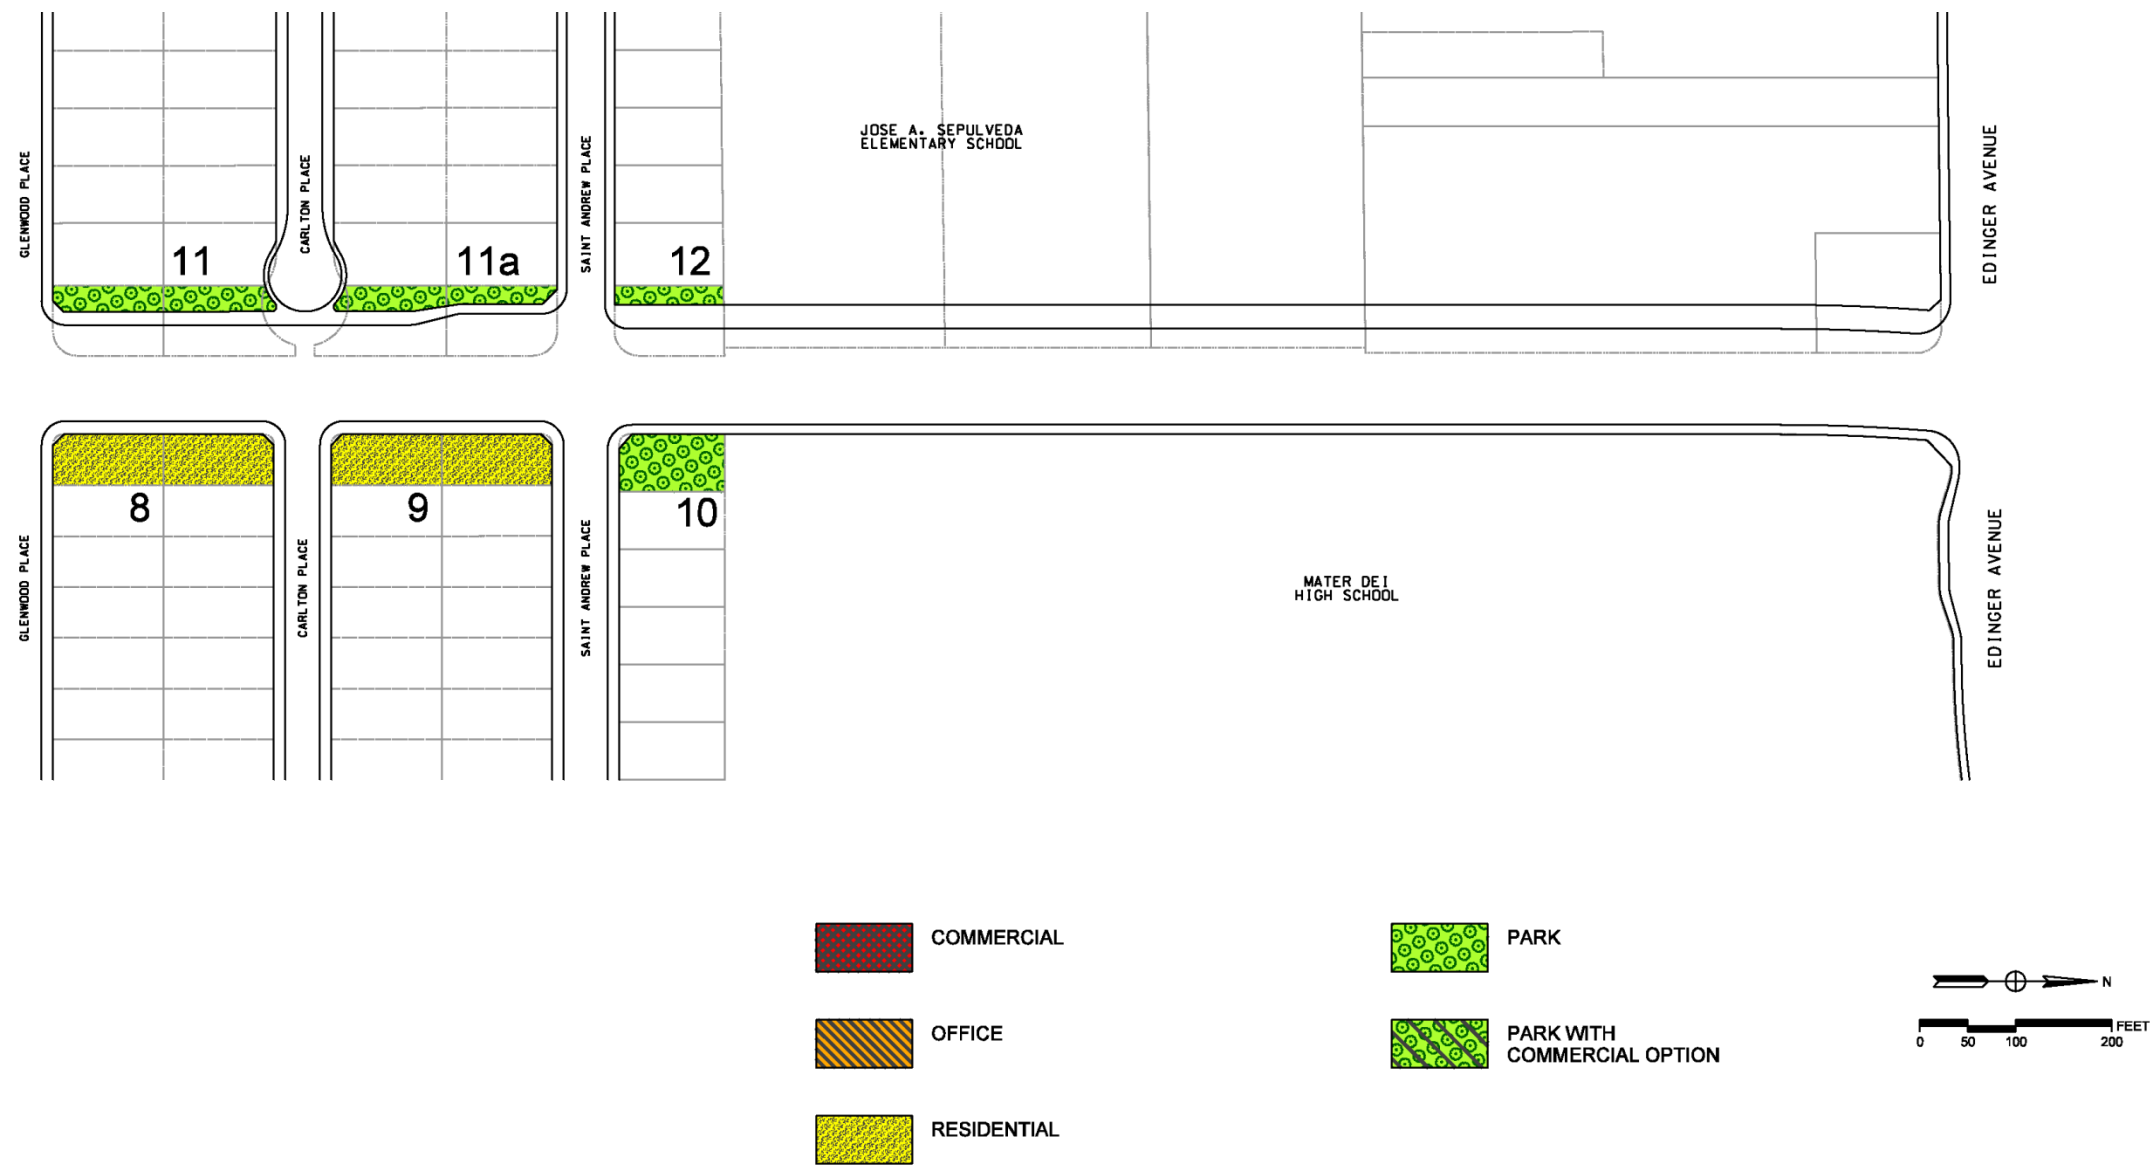 JOSE A. SEPULVEDA
ELEMENTARY SCHOOL
GLENWOOD PLACE
CARLTON PLACE
SAINT ANDREW PLACE
EDINGER AVENUE
11
11a
12
8
9
10
GLENWOOD PLACE
CARLTON PLACE
SAINT ANDREW PLACE
MATER DEI
HIGH SCHOOL
EDINGER AVENUE
COMMERCIAL
OFFICE
RESIDENTIAL
PARK
PARK WITH
COMMERCIAL OPTION
N
FEET
0 50 100 200